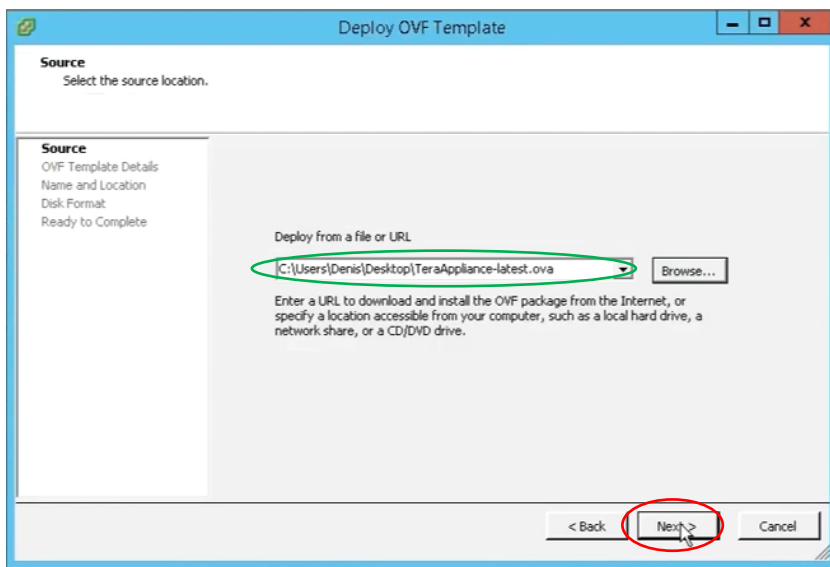 Deploy OVF Template
Source
Select the source location.
Source
OVF Template Details
Name and Location
Disk Format
Ready to Complete
Deploy from a file or URL
C:\Users\Denis\Desktop\TeraAppliance-latest.ova
Browse...
Enter a URL to download and install the OVF package from the Internet, or
specify a location accessible from your computer, such as a local hard drive, a
network share, or a CD/DVD drive.
< Back
Next >
Cancel